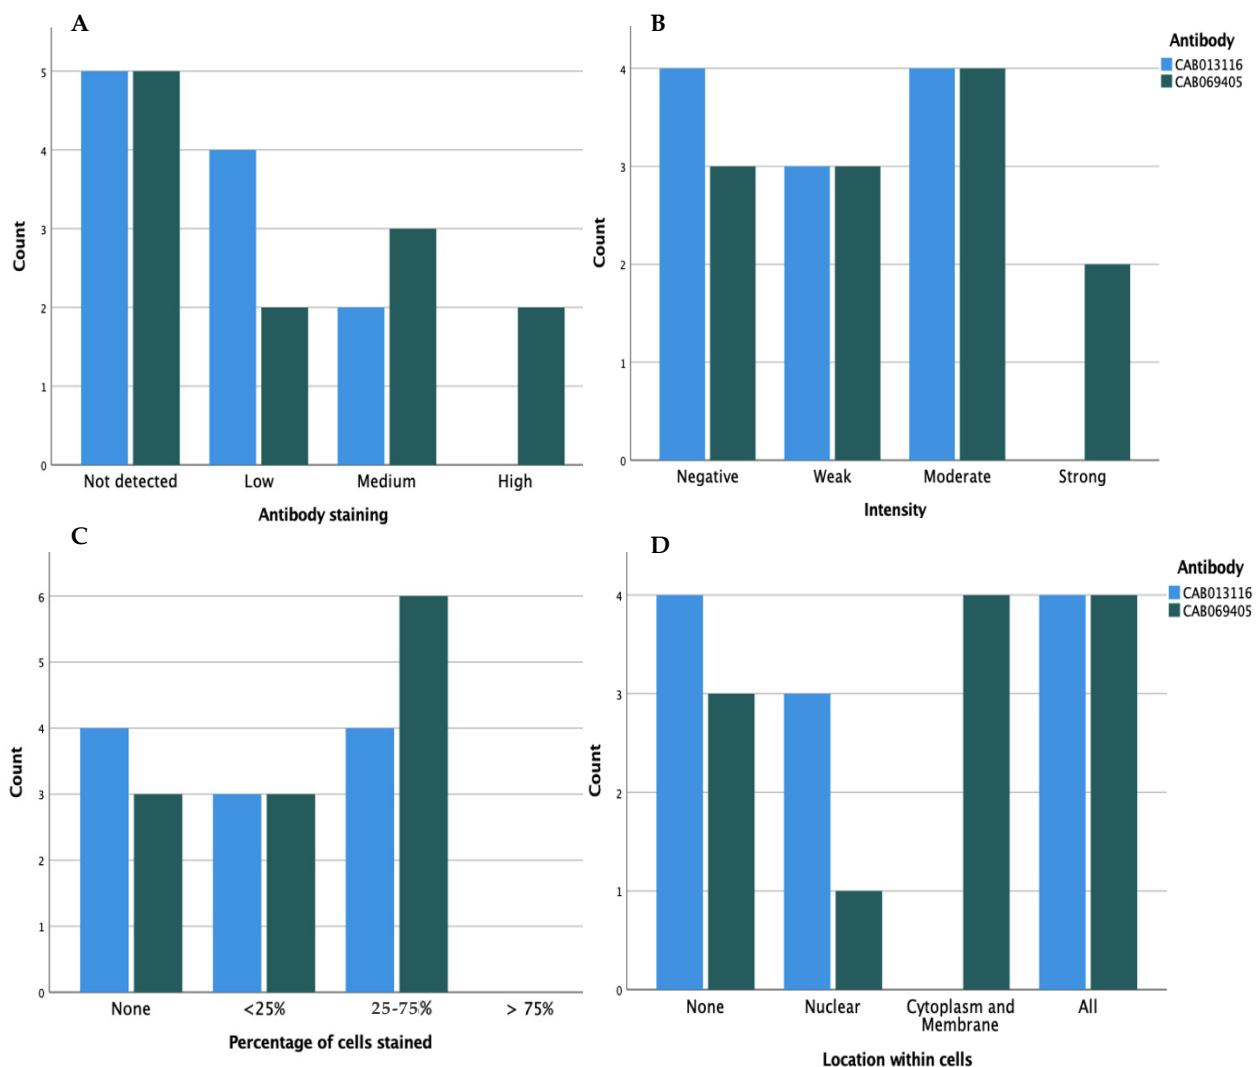 A
5
4
3
2
1
0
Count
Not detected
Low
Medium
High
Antibody staining
B
Antibody
CAB013116
CAB069405
4
3
2
1
0
Count
Negative
Weak
Moderate
Strong
Intensity
C
6
5
4
3
2
1
0
Count
None
<25%
25-75%
> 75%
Percentage of cells stained
D
Antibody
CAB013116
CAB069405
4
3
2
1
0
Count
None
Nuclear
Cytoplasm and
Membrane
All
Location within cells